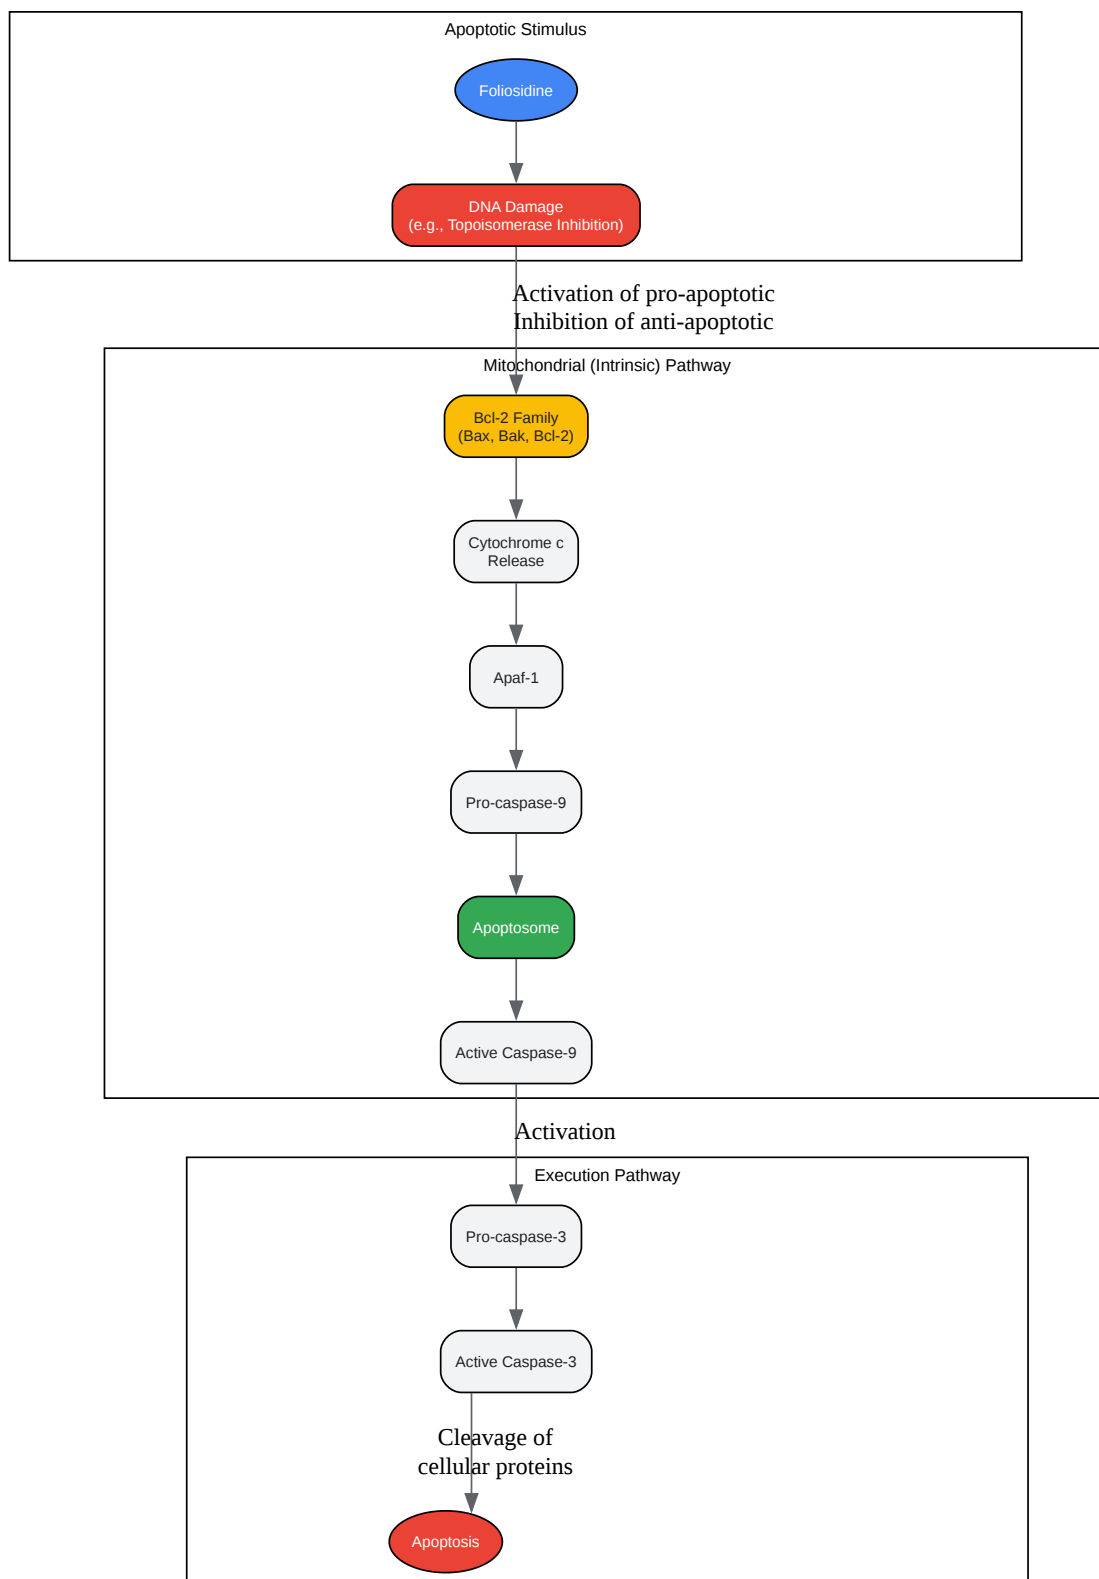 Apoptotic Stimulus
Foliosidine
DNA Damage
(e.g., Topoisomerase Inhibition)
Activation of pro-apoptotic
Inhibition of anti-apoptotic
Mitochondrial (Intrinsic) Pathway
Bcl-2 Family
(Bax, Bak, Bcl-2)
Cytochrome c
Release
Apaf-1
Pro-caspase-9
Apoptosome
Active Caspase-9
Activation
Execution Pathway
Pro-caspase-3
Active Caspase-3
Cleavage of
cellular proteins
Apoptosis